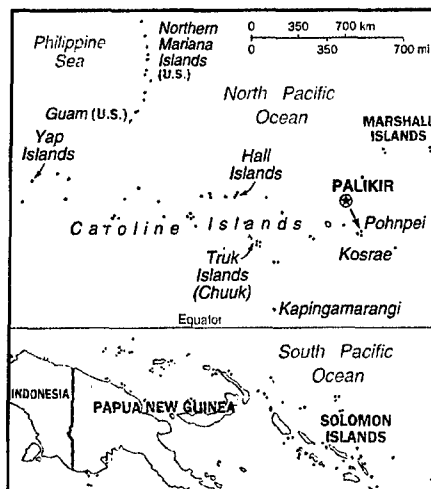 Philippine
Sea
Northern
Mariana
Islands
(U.S.)
0 350 700 km
0 350 700 mi
Guam (U.S.)
North Pacific
Ocean
MARSHALL
ISLANDS
Yap
Islands
Hall
Islands
PALIKIR
Pohnpei
Caroline Islands
Kosrae
Truk
Islands
(Chuuk)
Kapingamarangi
Equator
South Pacific
Ocean
INDONESIA
PAPUA NEW GUINEA
SOLOMON
ISLANDS